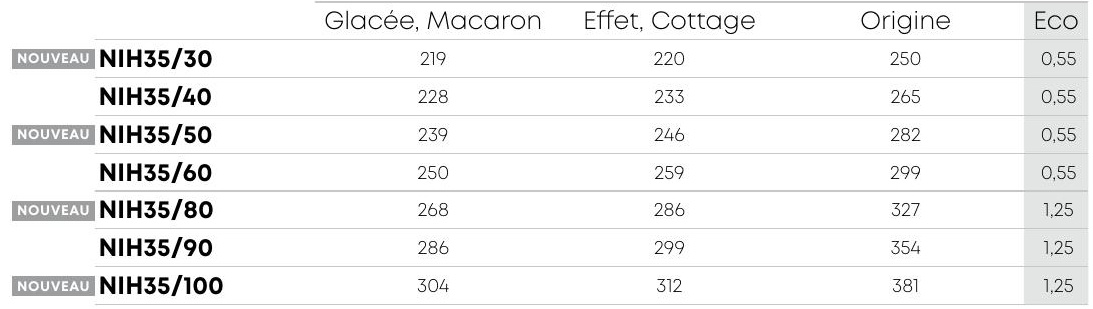 Glacée, Macaron Effet, Cottage Origine Eco
NOUVEAU NIH35/30 219 220 250 0,55
NIH35/40 228 233 265 0,55
NOUVEAU NIH35/50 239 246 282 0,55
NIH35/60 250 259 299 0,55
NOUVEAU NIH35/80 268 286 327 1,25
NIH35/90 286 299 354 1,25
NOUVEAU NIH35/100 304 312 381 1,25